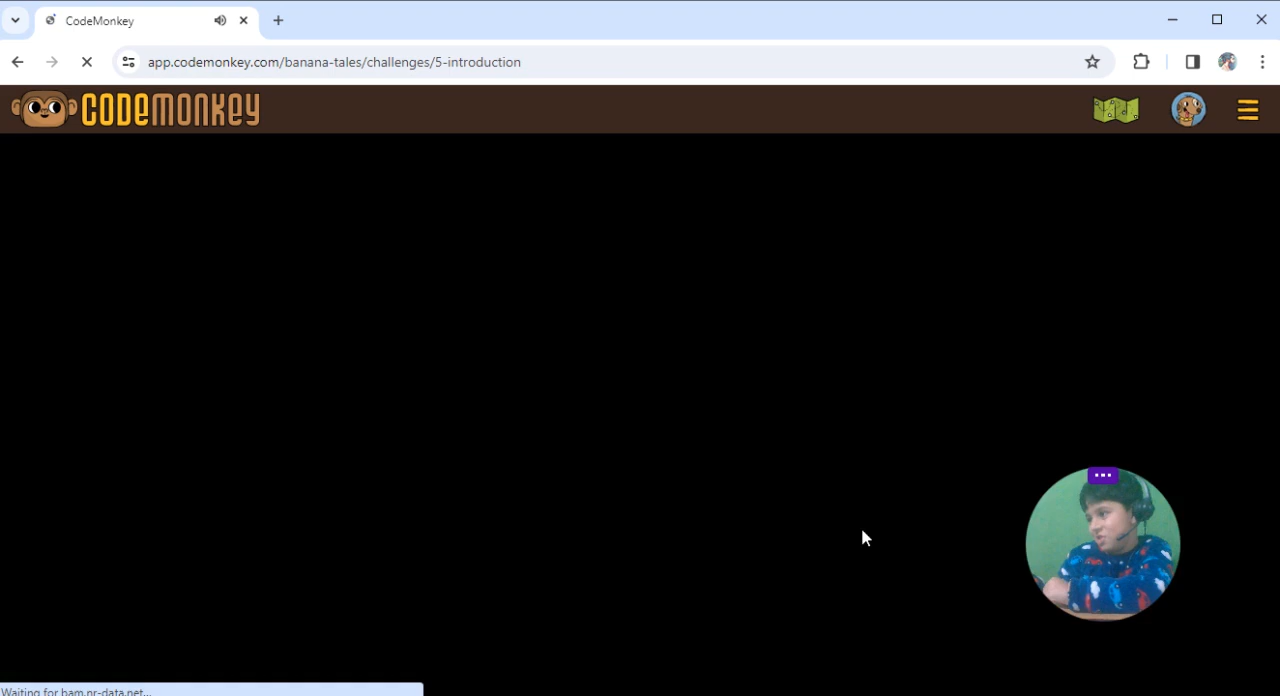 CodeMonkey
app.codemonkey.com/banana-tales/challenges/5-introduction
CODEMONKEY
Waiting for bam.nr-data.net...